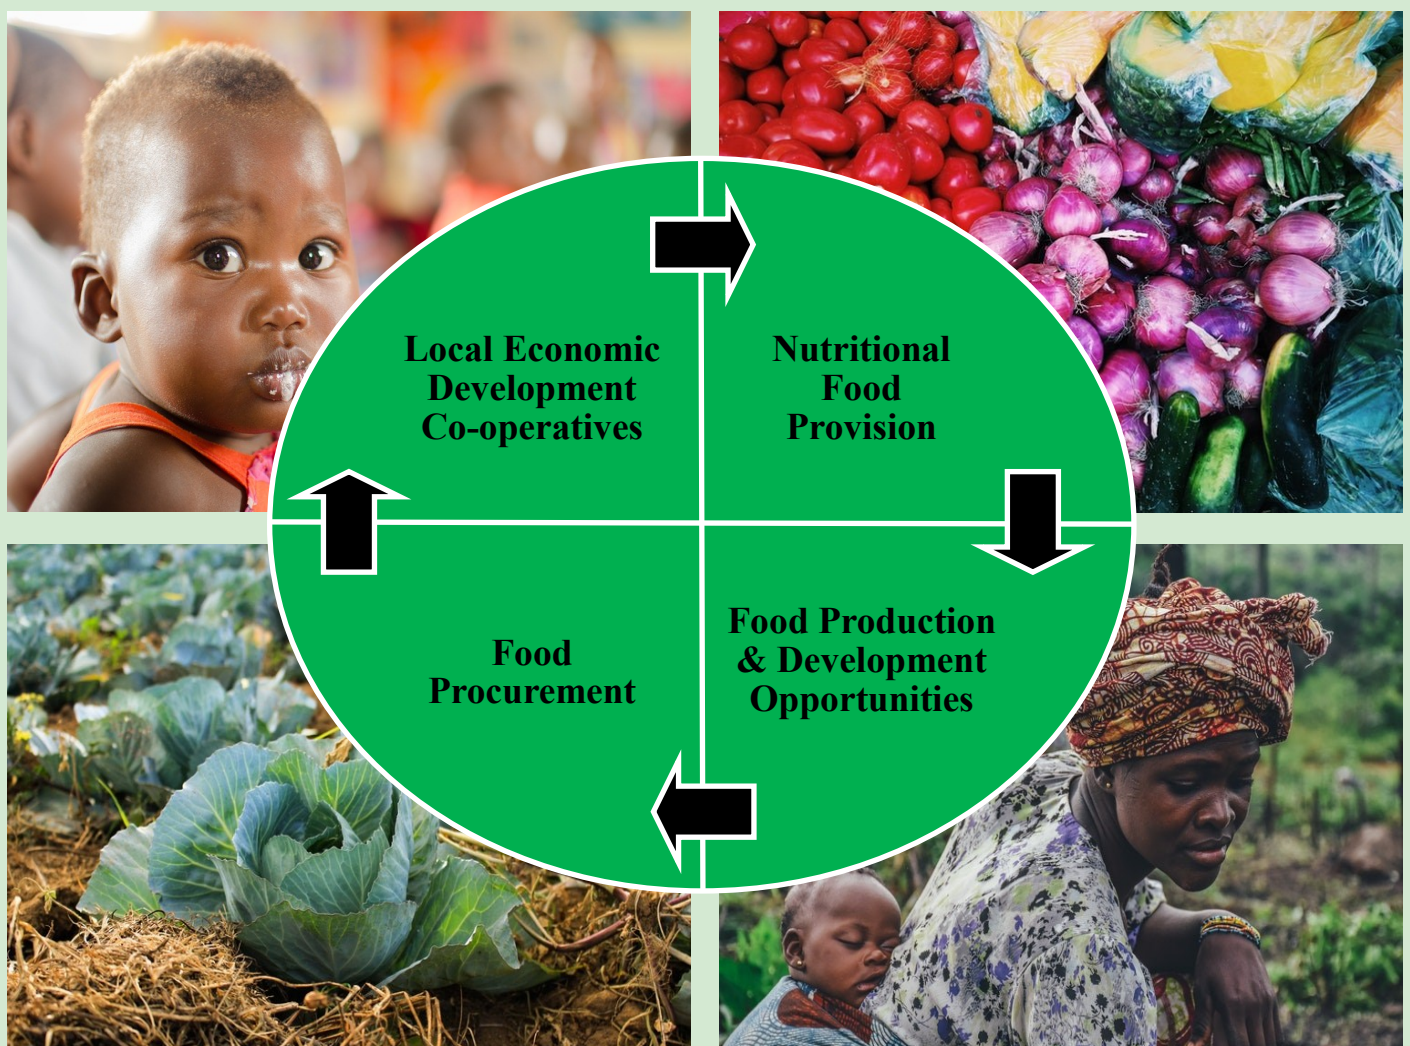 Local Economic
Development
Co-operatives
Nutritional
Food
Provision
Food
Procurement
Food Production
& Development
Opportunities